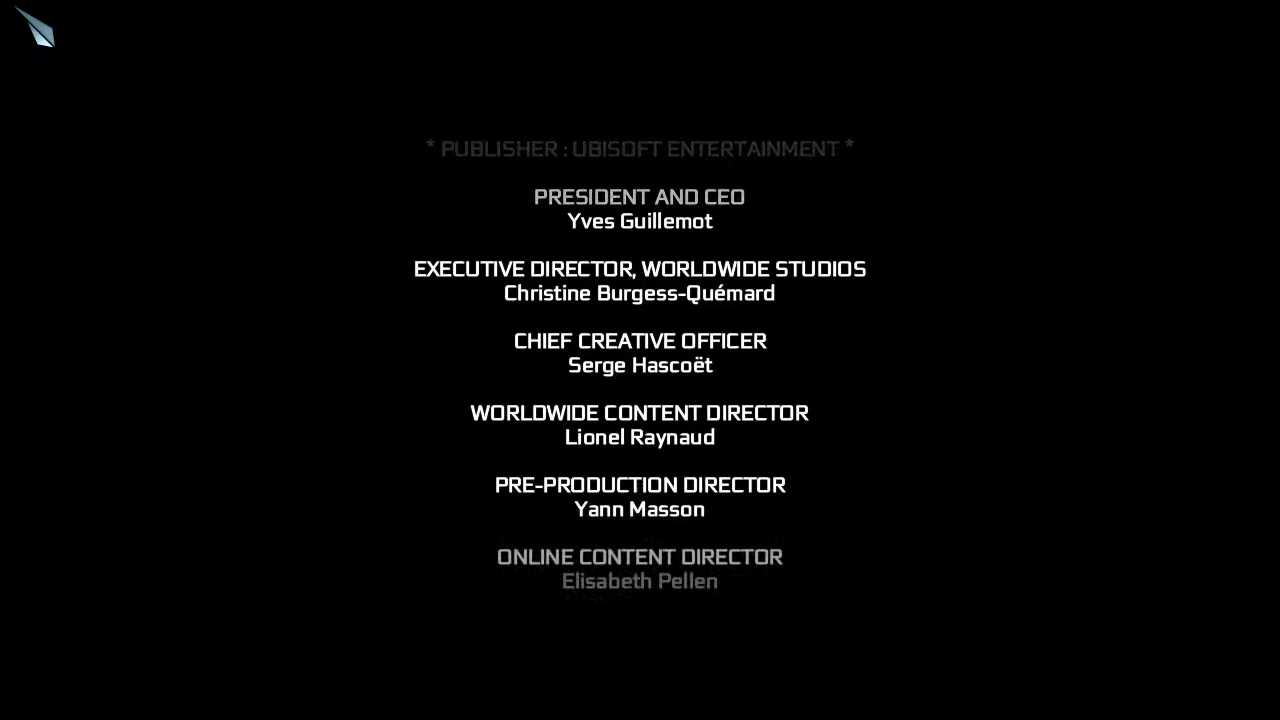 * PUBLISHER : UBISOFT ENTERTAINMENT *
PRESIDENT AND CEO
Yves Guillemot
EXECUTIVE DIRECTOR, WORLDWIDE STUDIOS
Christine Burgess-Quémard
CHIEF CREATIVE OFFICER
Serge Hascoët
WORLDWIDE CONTENT DIRECTOR
Lionel Raynaud
PRE-PRODUCTION DIRECTOR
Yann Masson
ONLINE CONTENT DIRECTOR
Elisabeth Pellen